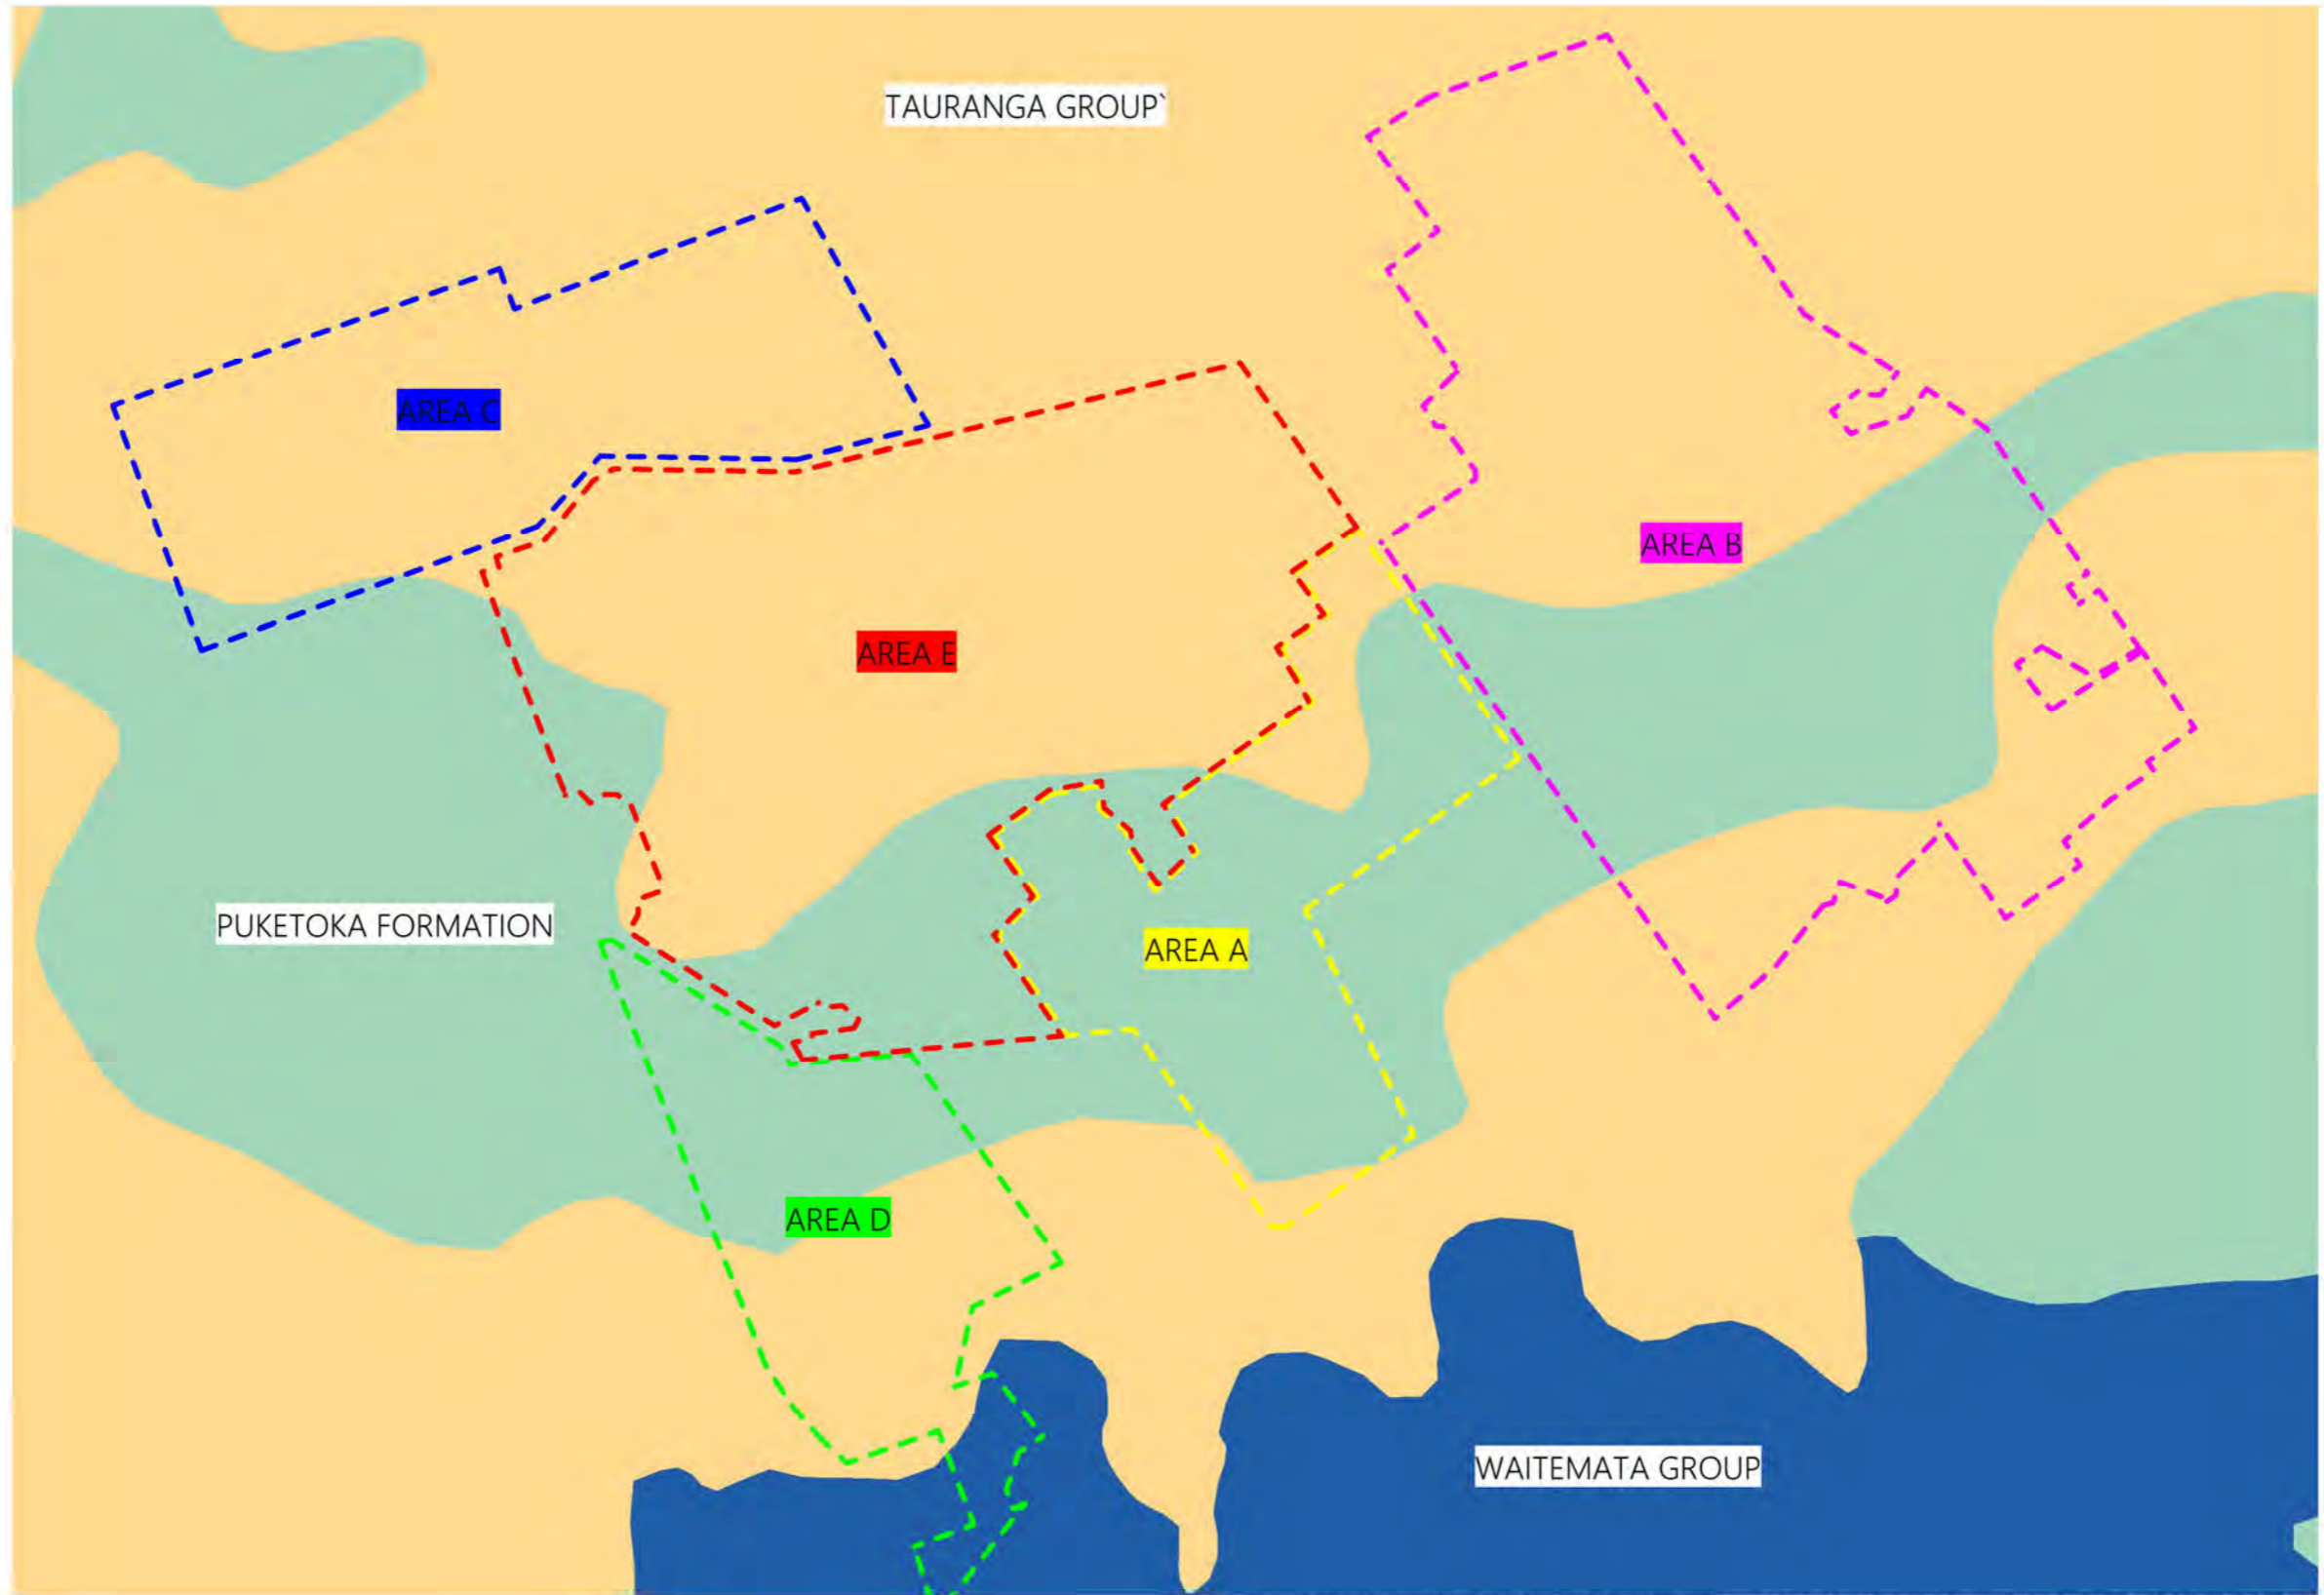 TAURANGA GROUP`
AREA C
AREA B
AREA E
PUKETOKA FORMATION
AREA A
AREA D
WAITEMATA GROUP